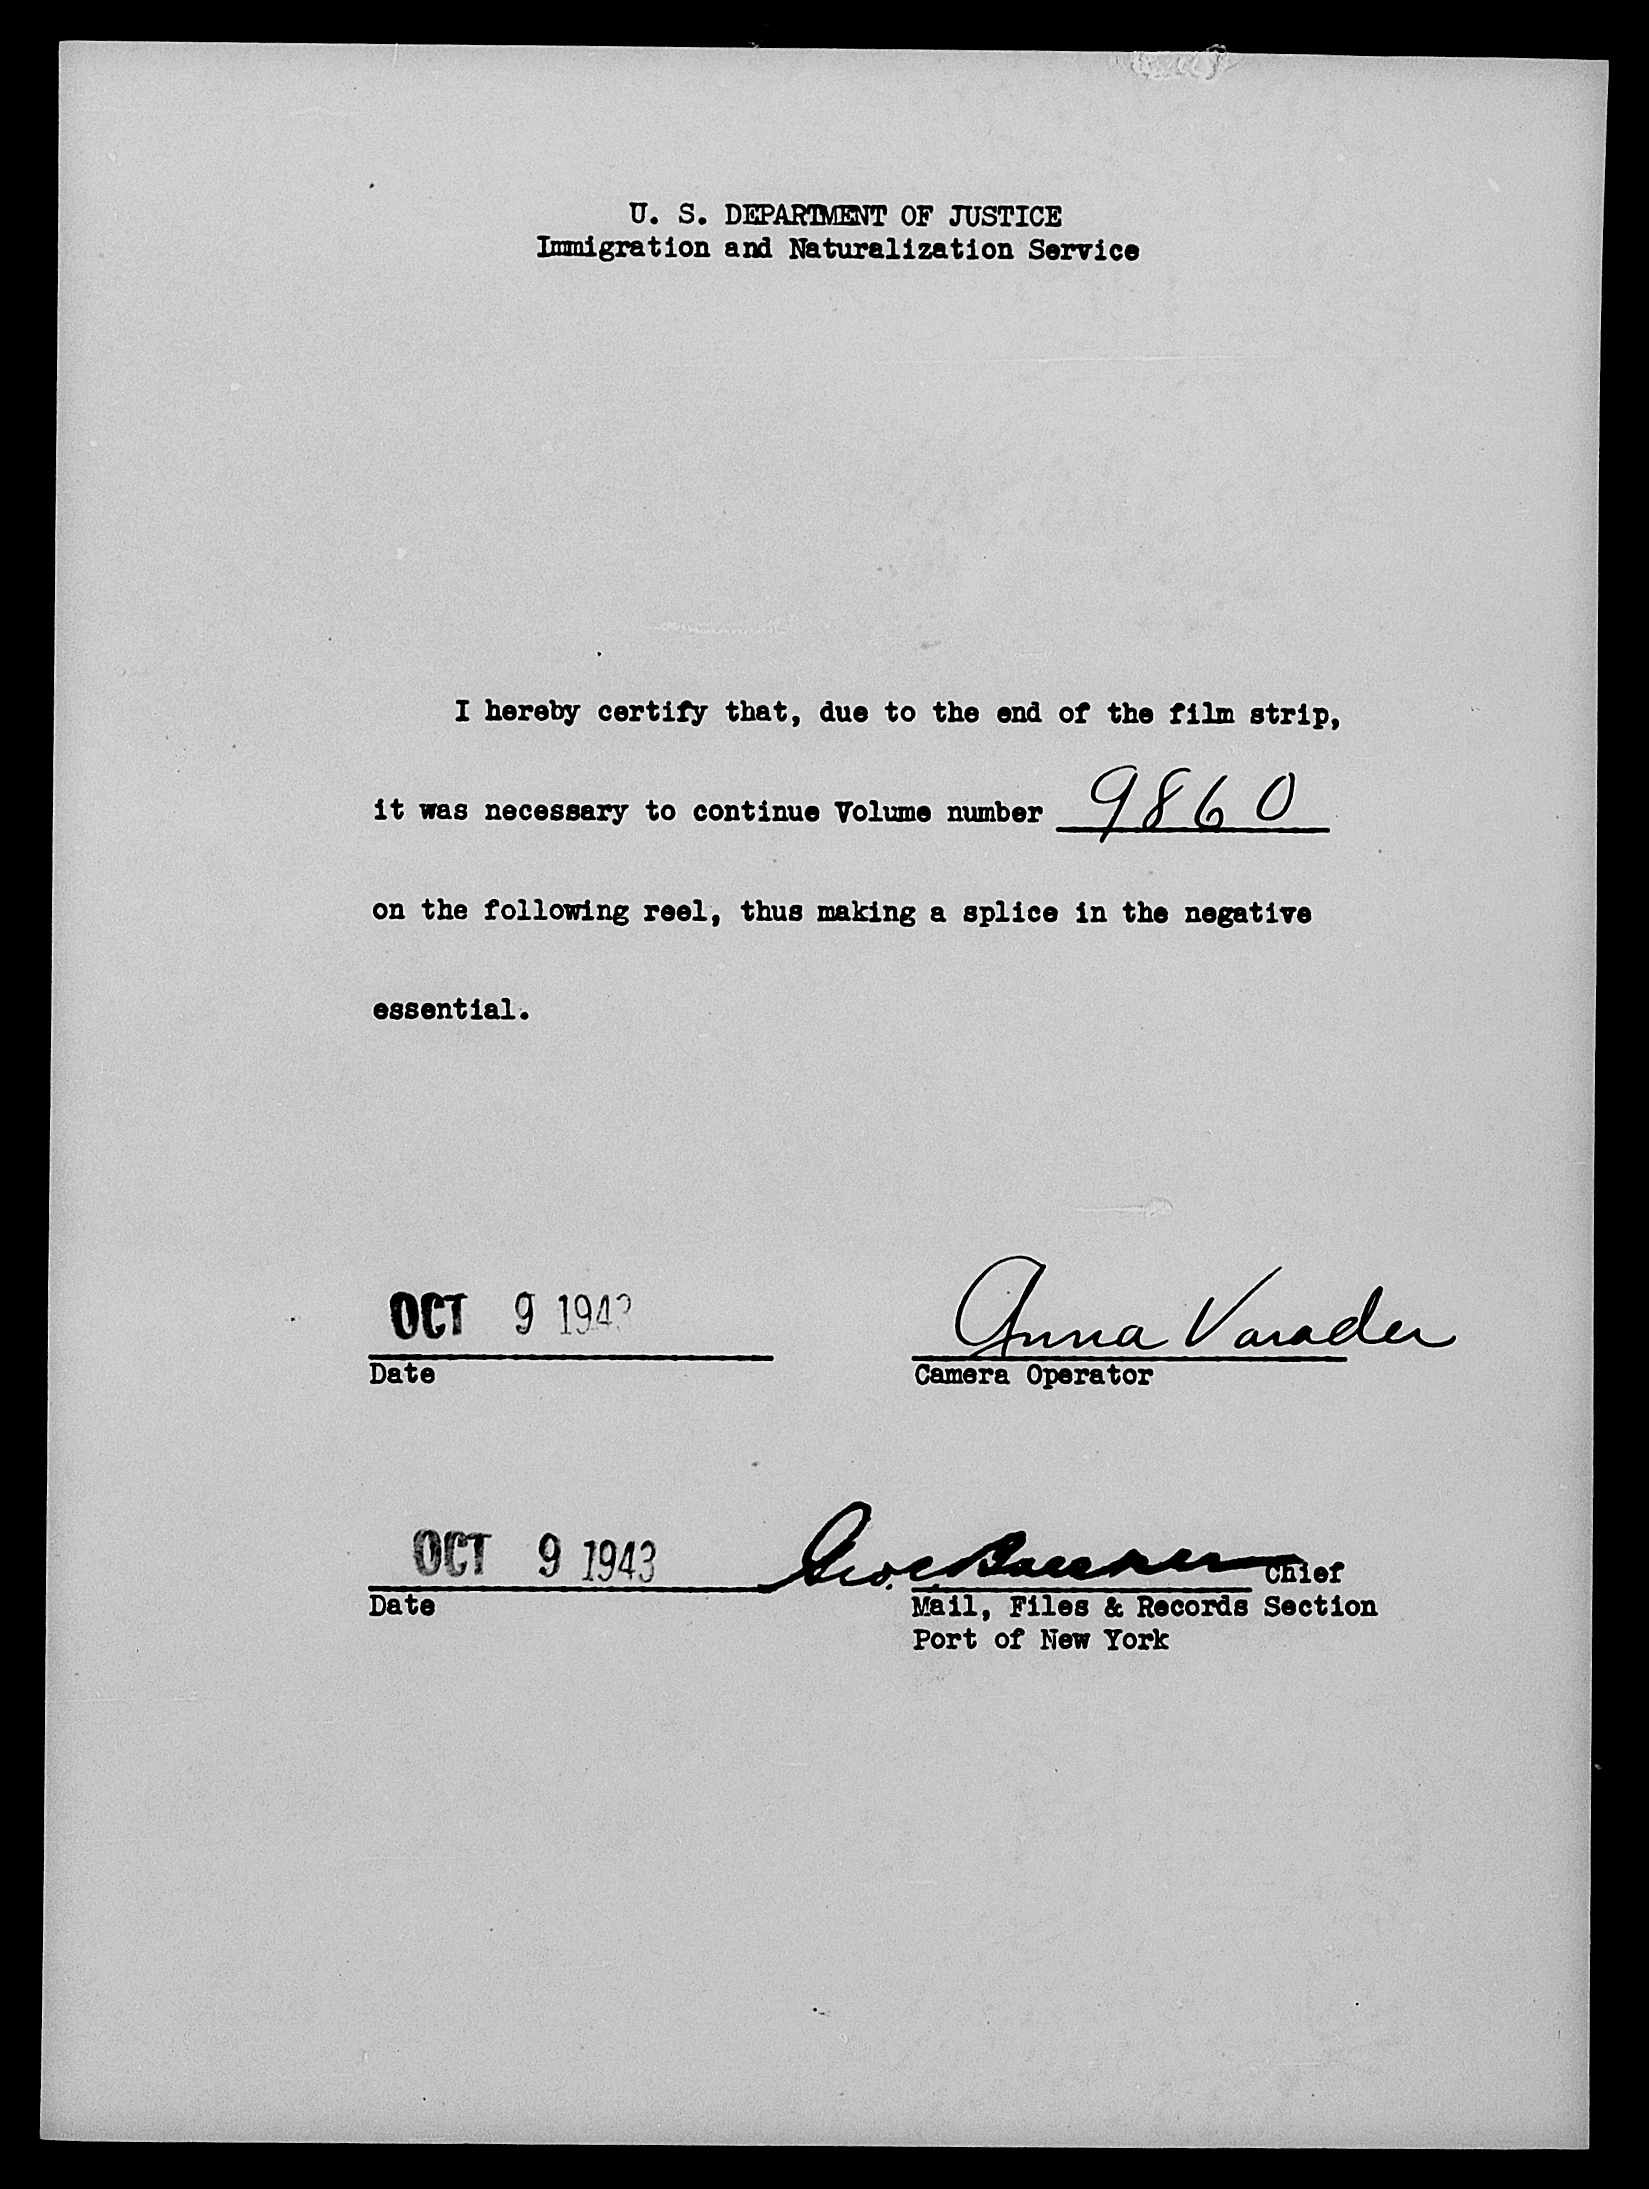 U. S. DEPARTMENT OF JUSTICE
Immigration and Naturalization Service
I hereby certify that, due to the end of the film strip,
it was necessary to continue Volume number 9860
on the following reel, thus making a splice in the negative
essential.
OCT 9 1943
Anna Varader
Date
Camera Operator
OCT 9 1943
Geo. C.
Chief
Date
Mail, Files & Records Section
Port of New York